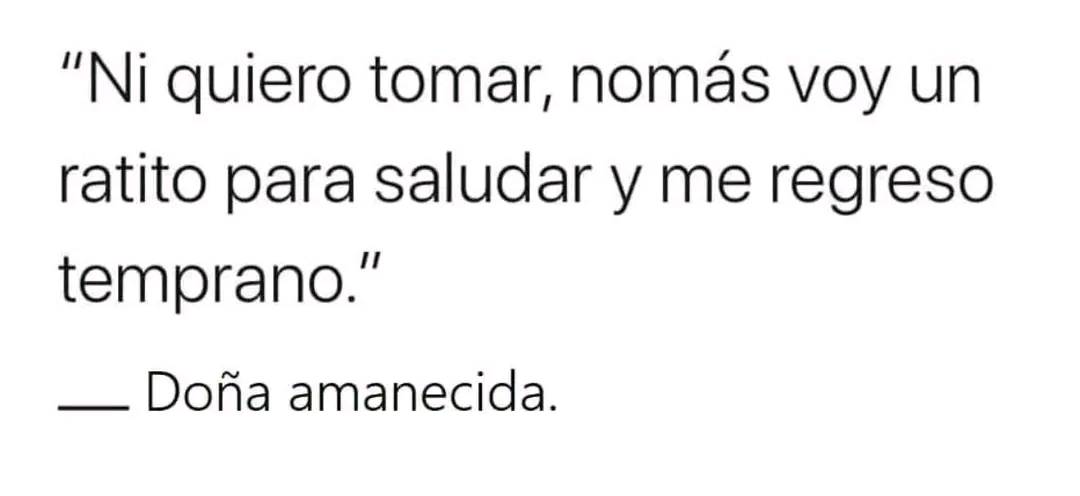 “Ni quiero tomar, nomás voy un
ratito para saludar y me regreso
temprano.”
___ Doña amanecida.